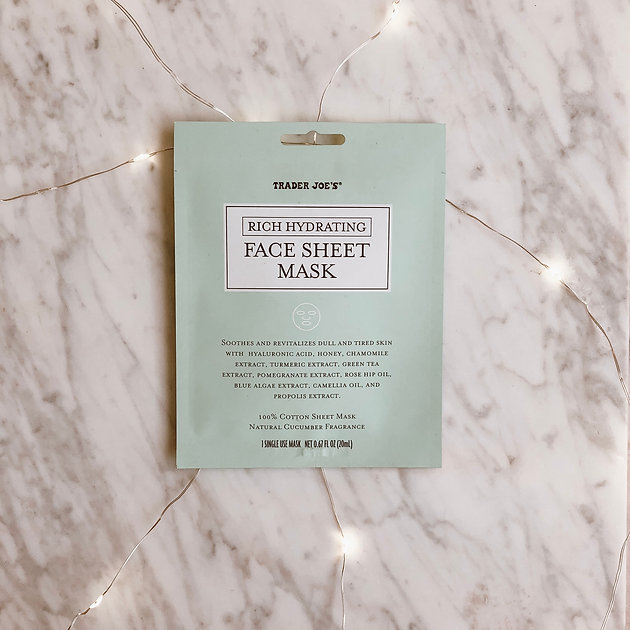 TRADER JOE'S®
RICH HYDRATING
FACE SHEET
MASK
SOOTHES AND REVITALIZES DULL AND TIRED SKIN
WITH HYALURONIC ACID, HONEY, CHAMOMILE
EXTRACT, TURMERIC EXTRACT, GREEN TEA
EXTRACT, POMEGRANATE EXTRACT, ROSE HIP OIL,
BLUE ALGAE EXTRACT, CAMELLIA OIL, AND
PROPOLIS EXTRACT.
100% COTTON SHEET MASK
NATURAL CUCUMBER FRAGRANCE
1 SINGLE USE MASK NET 0.67 FL OZ (20mL)